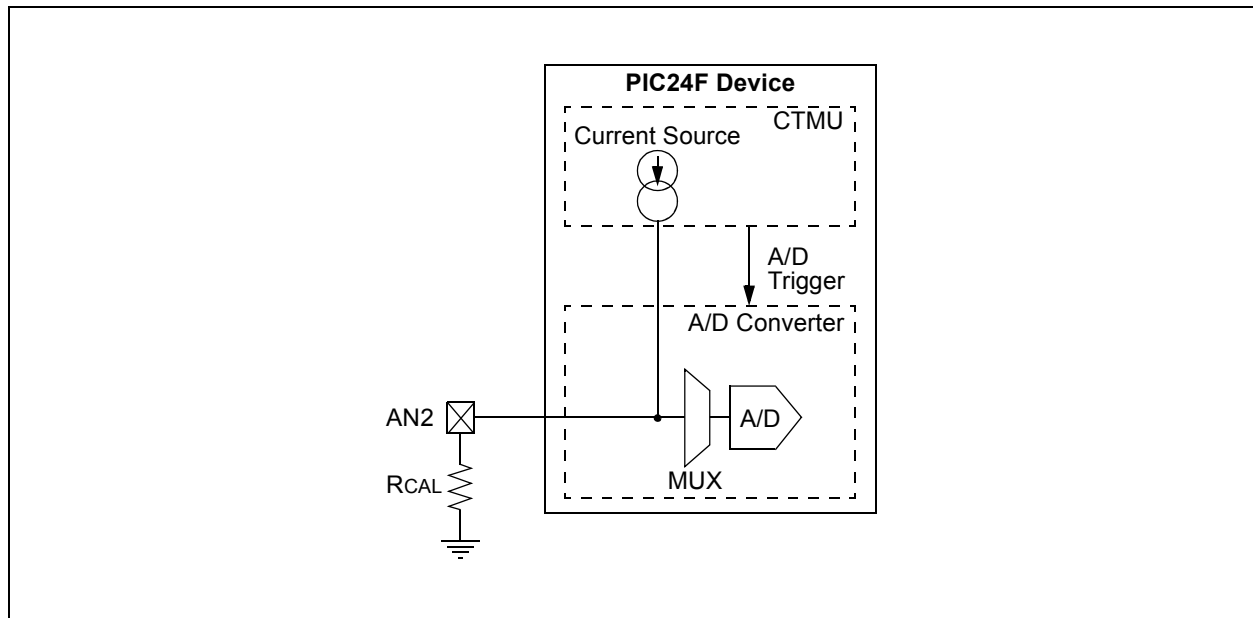 PIC24F Device
CTMU
Current Source
A/D
Trigger
A/D Converter
AN2
A/D
MUX
RCAL